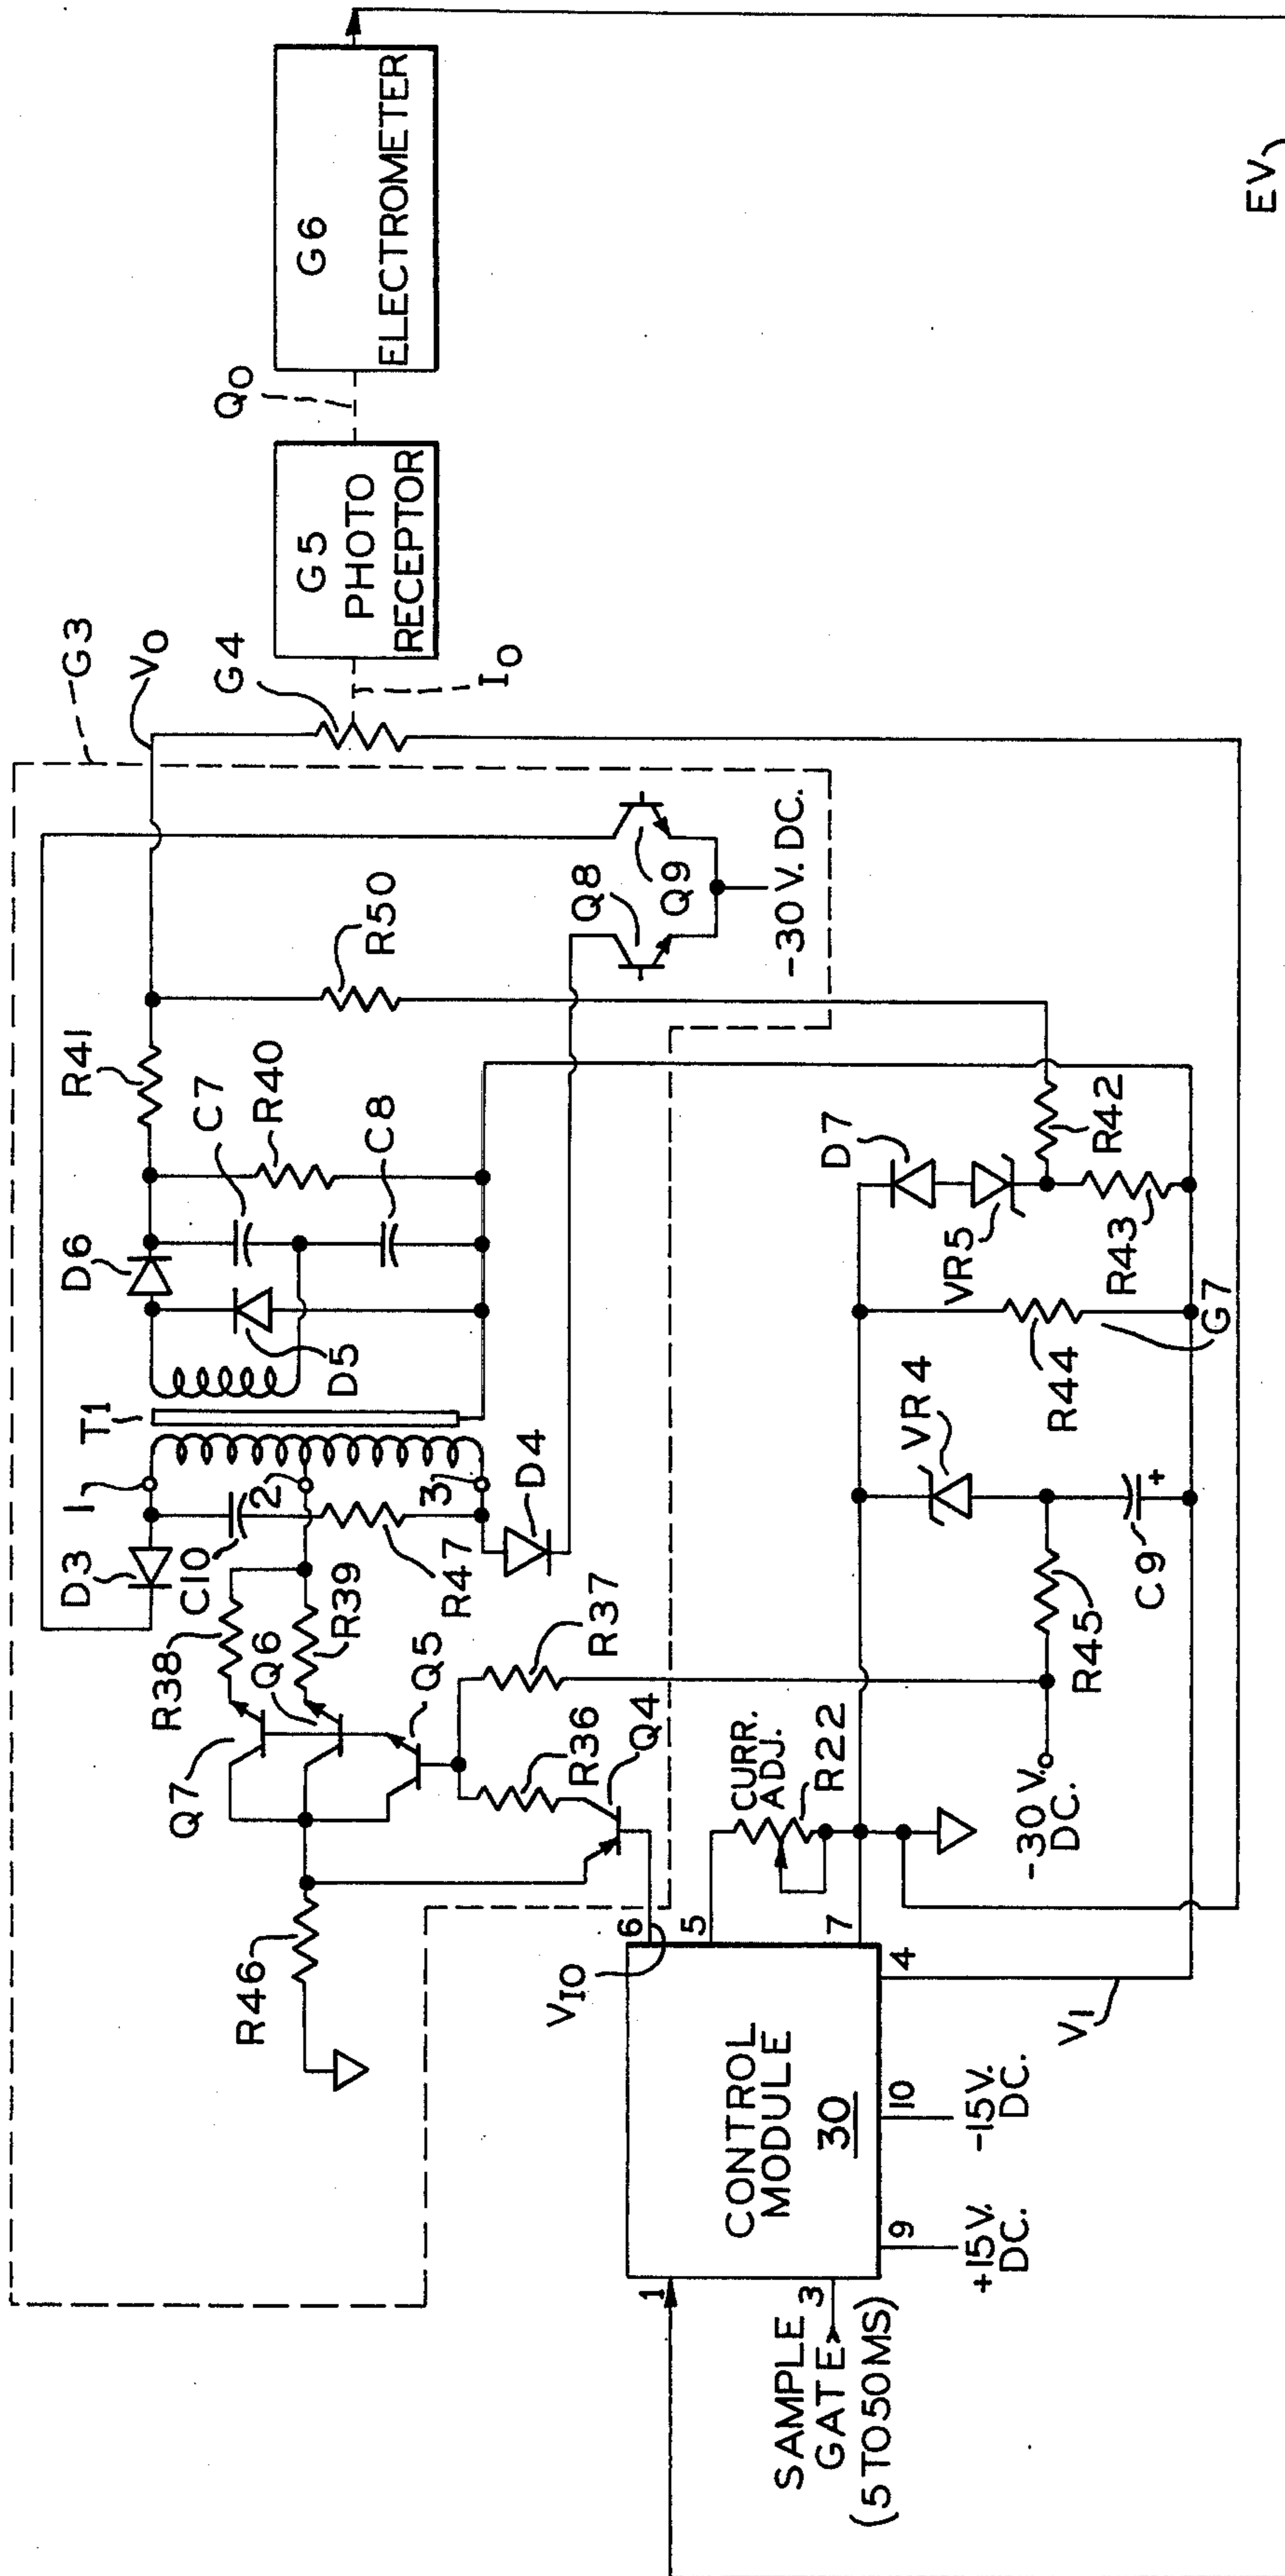 G3
V0
G4
I0
G5
PHOTO
RECEPTOR
Q0
G6
ELECTROMETER
EV
D3
1
T1
D6
R41
C7
R40
C8
D5
R50
C10
2
R47
3
D4
Q8
Q9
-30 V. DC.
R38
Q6
R39
Q7
Q5
R37
R36
Q4
R46
VIO
6
5
7
4
CURR.
ADJ.
R22
VR4
R44
VR5
D7
R42
R43
G7
-30 V.
DC.
R45
C9
+
V1
CONTROL
MODULE
30
1
3
9
10
SAMPLE
GATE
(5 TO 50 MS)
+15V.
DC.
-15V.
DC.